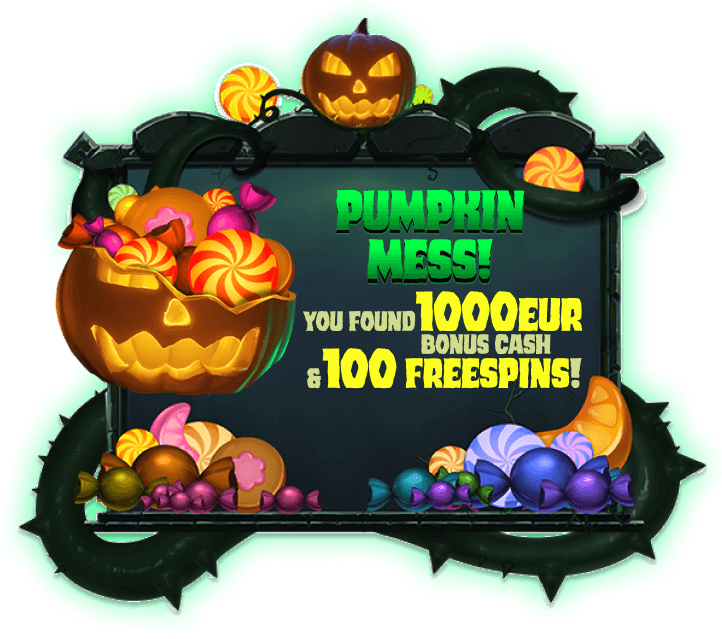 PUMPKIN
MESS!
YOU FOUND 1000EUR
BONUS CASH
& 100 FREESPINS!